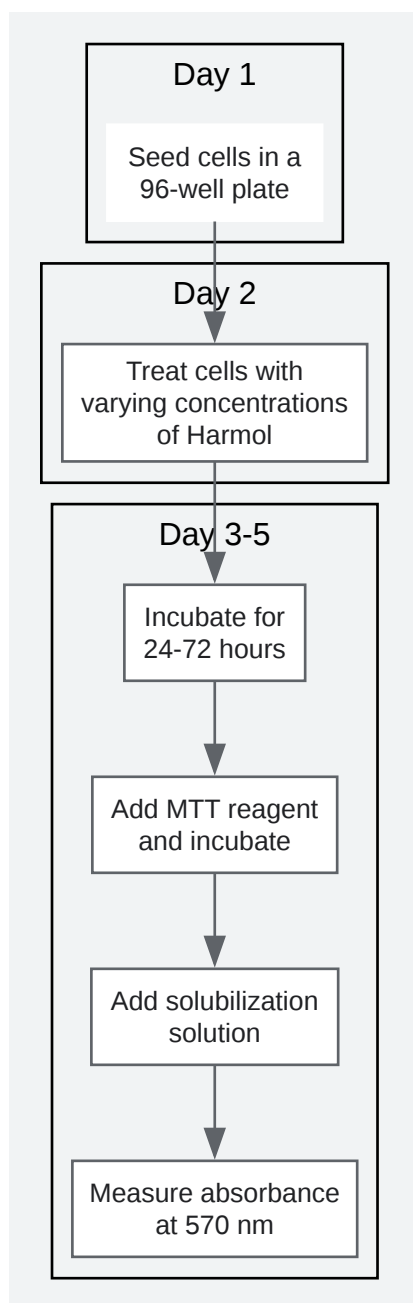 Day 1
Seed cells in a
96-well plate
Day 2
Treat cells with
varying concentrations
of Harmol
Day 3-5
Incubate for
24-72 hours
Add MTT reagent
and incubate
Add solubilization
solution
Measure absorbance
at 570 nm